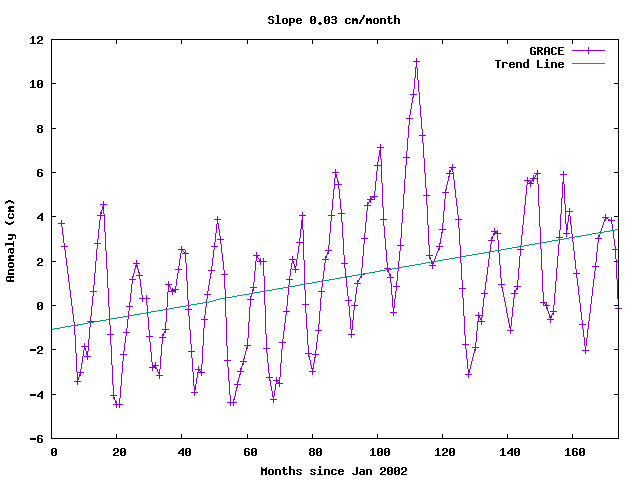 Slope 0.03 cm/month
GRACE
Trend Line
12
10
8
6
4
2
0
-2
-4
-6
Anomaly (cm)
0 20 40 60 80 100 120 140 160
Months since Jan 2002